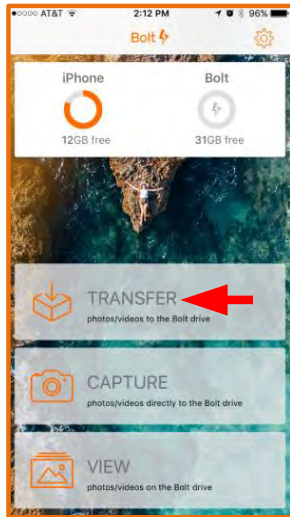 AT&T 2:12 PM 96%
Bolt
iPhone Bolt
12GB free 31GB free
TRANSFER
photos/videos to the Bolt drive
CAPTURE
photos/videos directly to the Bolt drive
VIEW
photos/videos on the Bolt drive